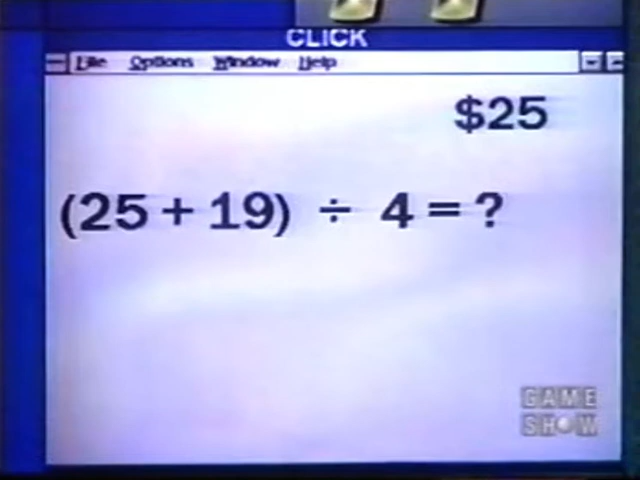 CLICK
File Options Window Help
$25
(25 + 19) ÷ 4 = ?
GAME
SHOW